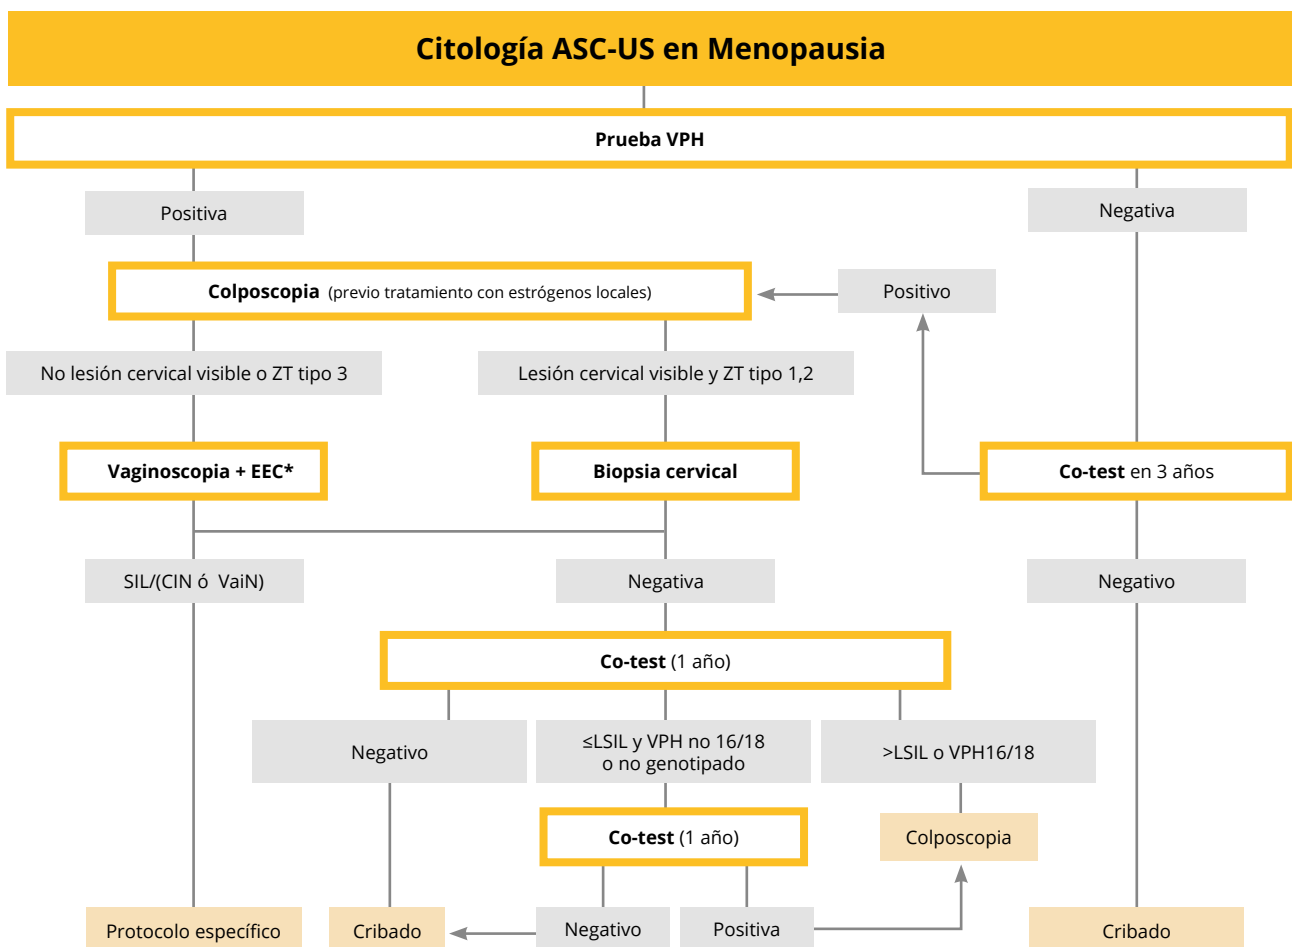 Citología ASC-US en Menopausia
Prueba VPH
Positiva
Negativa
Colposcopia (previo tratamiento con estrógenos locales)
Positivo
No lesión cervical visible o ZT tipo 3
Lesión cervical visible y ZT tipo 1,2
Vaginoscopia + EEC*
Biopsia cervical
Co-test en 3 años
SIL/(CIN ó VaiN)
Negativa
Negativo
Co-test (1 año)
Negativo
≤LSIL y VPH no 16/18
o no genotipado
>LSIL o VPH16/18
Co-test (1 año)
Colposcopia
Protocolo específico
Cribado
Negativo
Positiva
Cribado